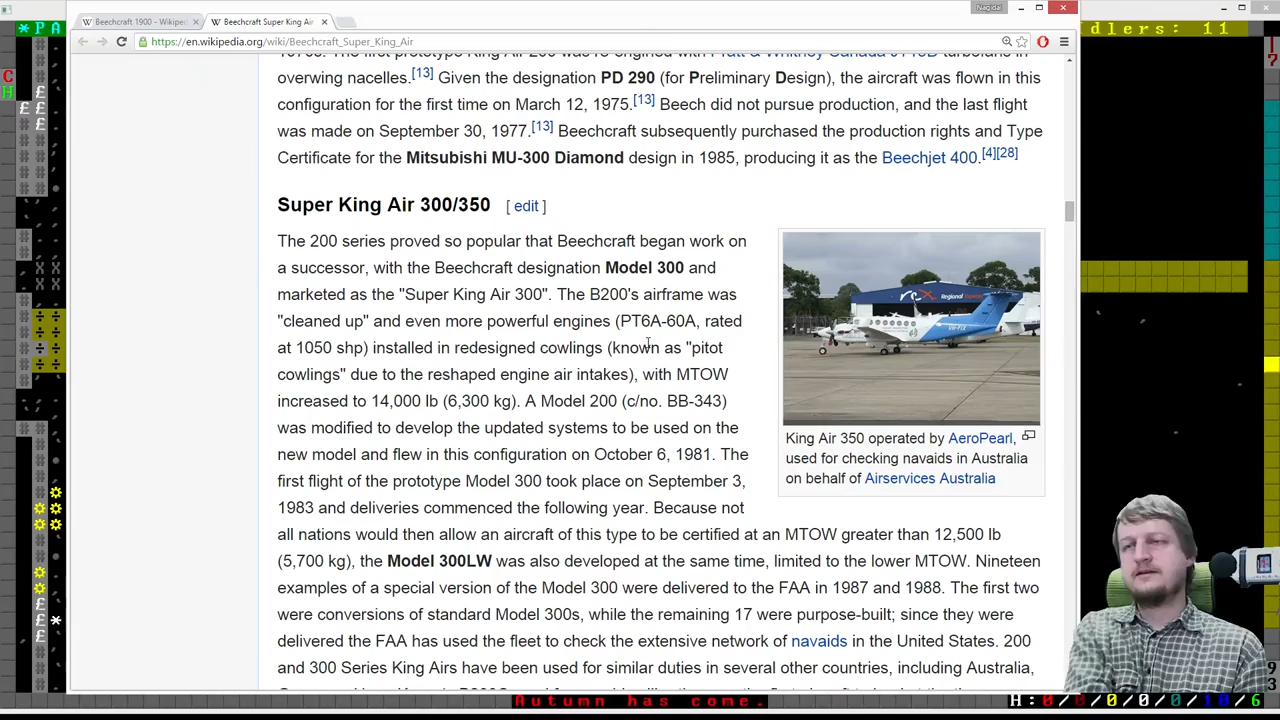 Nagidal
Beechcraft 1900 - Wikiped
Beechcraft Super King Air
*PA
dlers: 11
https://en.wikipedia.org/wiki/Beechcraft_Super_King_Air
overwing nacelles.[13] Given the designation PD 290 (for Preliminary Design), the aircraft was flown in this
configuration for the first time on March 12, 1975.[13] Beech did not pursue production, and the last flight
was made on September 30, 1977.[13] Beechcraft subsequently purchased the production rights and Type
Certificate for the Mitsubishi MU-300 Diamond design in 1985, producing it as the Beechjet 400.[4][28]
Super King Air 300/350 [ edit ]
The 200 series proved so popular that Beechcraft began work on
a successor, with the Beechcraft designation Model 300 and
marketed as the "Super King Air 300". The B200's airframe was
"cleaned up" and even more powerful engines (PT6A-60A, rated
at 1050 shp) installed in redesigned cowlings (known as "pitot
cowlings" due to the reshaped engine air intakes), with MTOW
increased to 14,000 lb (6,300 kg). A Model 200 (c/no. BB-343)
was modified to develop the updated systems to be used on the
new model and flew in this configuration on October 6, 1981. The
first flight of the prototype Model 300 took place on September 3,
1983 and deliveries commenced the following year. Because not
all nations would then allow an aircraft of this type to be certified at an MTOW greater than 12,500 lb
(5,700 kg), the Model 300LW was also developed at the same time, limited to the lower MTOW. Nineteen
examples of a special version of the Model 300 were delivered to the FAA in 1987 and 1988. The first two
were conversions of standard Model 300s, while the remaining 17 were purpose-built; since they were
delivered the FAA has used the fleet to check the extensive network of navaids in the United States. 200
and 300 Series King Airs have been used for similar duties in several other countries, including Australia,
rex Regional Express
King Air 350 operated by AeroPearl,
used for checking navaids in Australia
on behalf of Airservices Australia
Autumn has come.
H:0/0/0/0/18/6